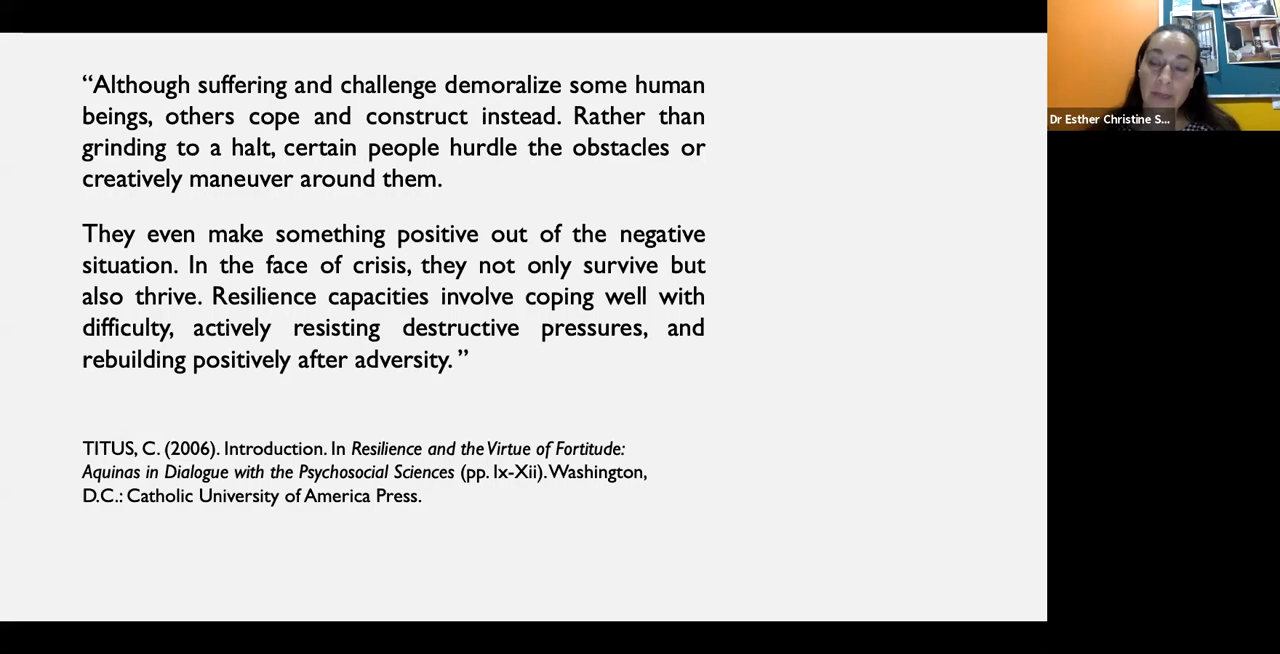 “Although suffering and challenge demoralize some human
beings, others cope and construct instead. Rather than
grinding to a halt, certain people hurdle the obstacles or
creatively maneuver around them.
They even make something positive out of the negative
situation. In the face of crisis, they not only survive but
also thrive. Resilience capacities involve coping well with
difficulty, actively resisting destructive pressures, and
rebuilding positively after adversity. ”
TITUS, C. (2006). Introduction. In Resilience and the Virtue of Fortitude:
Aquinas in Dialogue with the Psychosocial Sciences (pp. Ix-Xii). Washington,
D.C.: Catholic University of America Press.
Dr Esther Christine S...